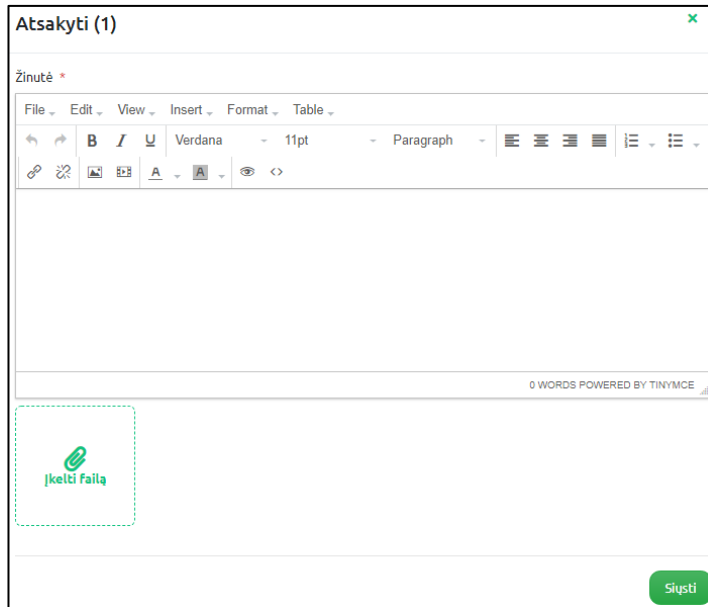 Atsakyti (1)
Žinutė *
File Edit View Insert Format Table
B I U Verdana 11pt Paragraph
A A
0 WORDS POWERED BY TINYMCE
Įkelti failą
Siųsti